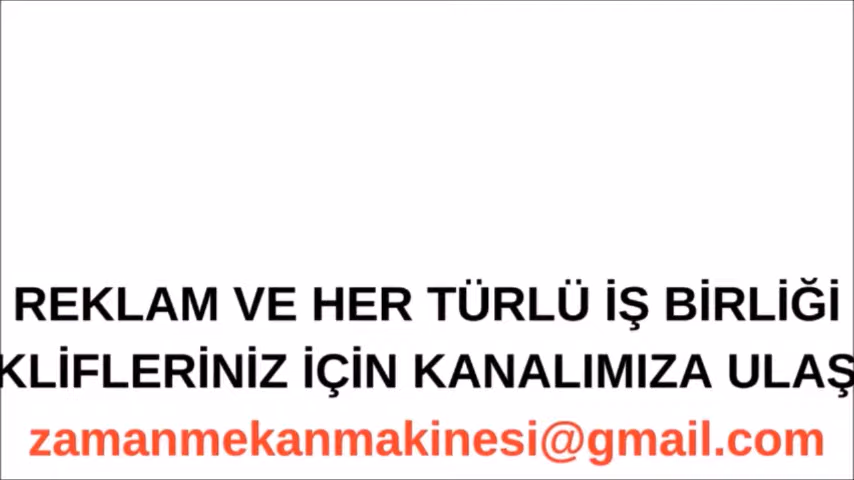 REKLAM VE HER TÜRLÜ İŞ BİRLİĞİ
KLİFLERİNİZ İÇİN KANALIMIZA ULAŞ
zamanmekanmakinesi@gmail.com